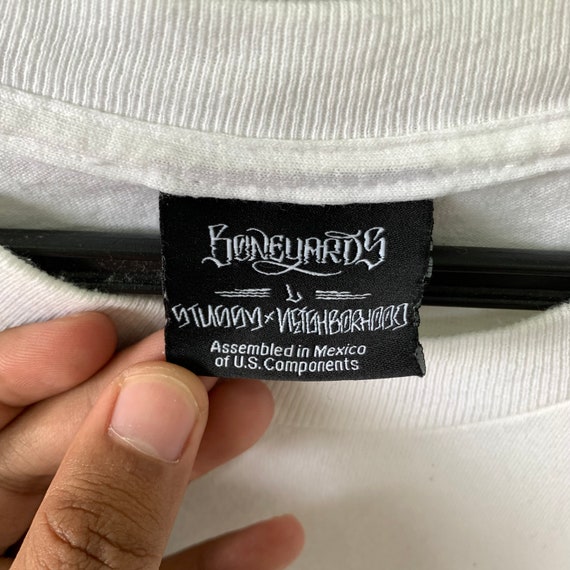 BONEYARDS
L
STUSSY × NEIGHBORHOOD
Assembled in Mexico
of U.S. Components